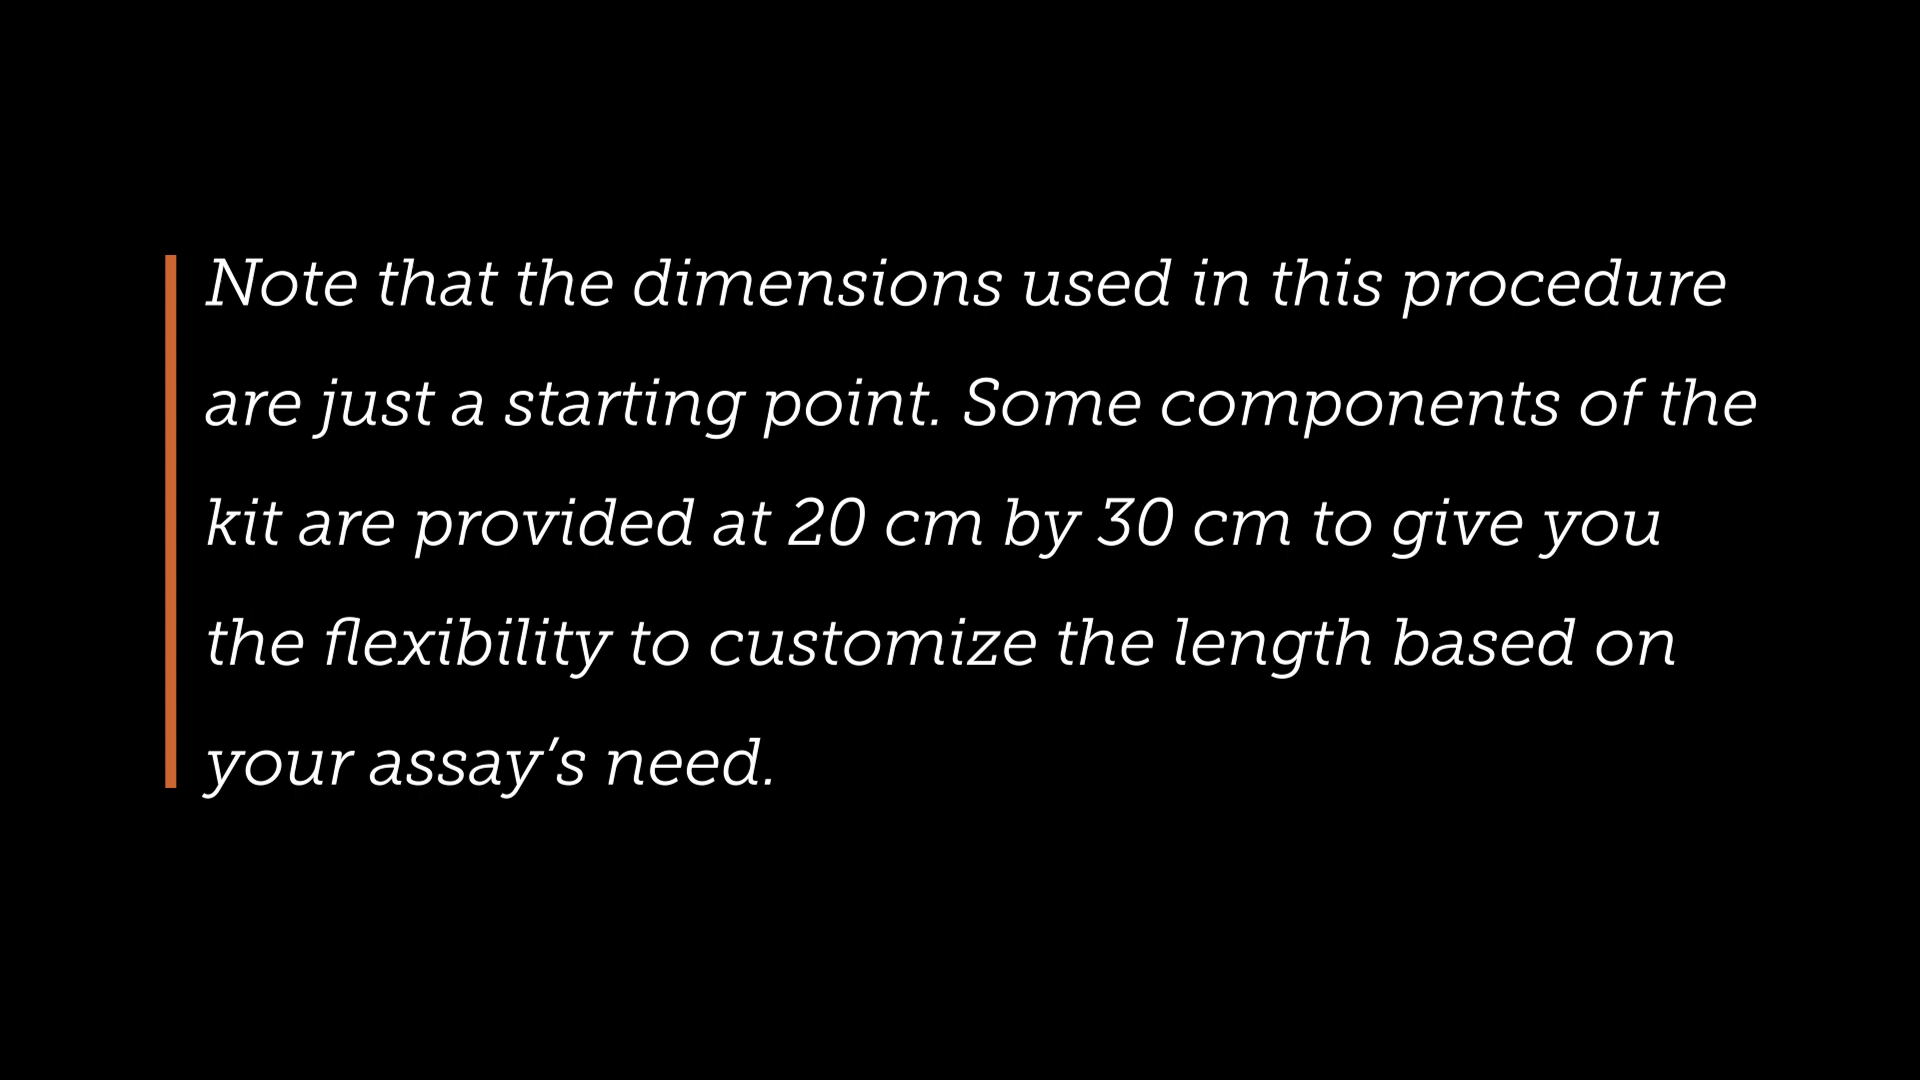 Note that the dimensions used in this procedure
are just a starting point. Some components of the
kit are provided at 20 cm by 30 cm to give you
the flexibility to customize the length based on
your assay’s need.